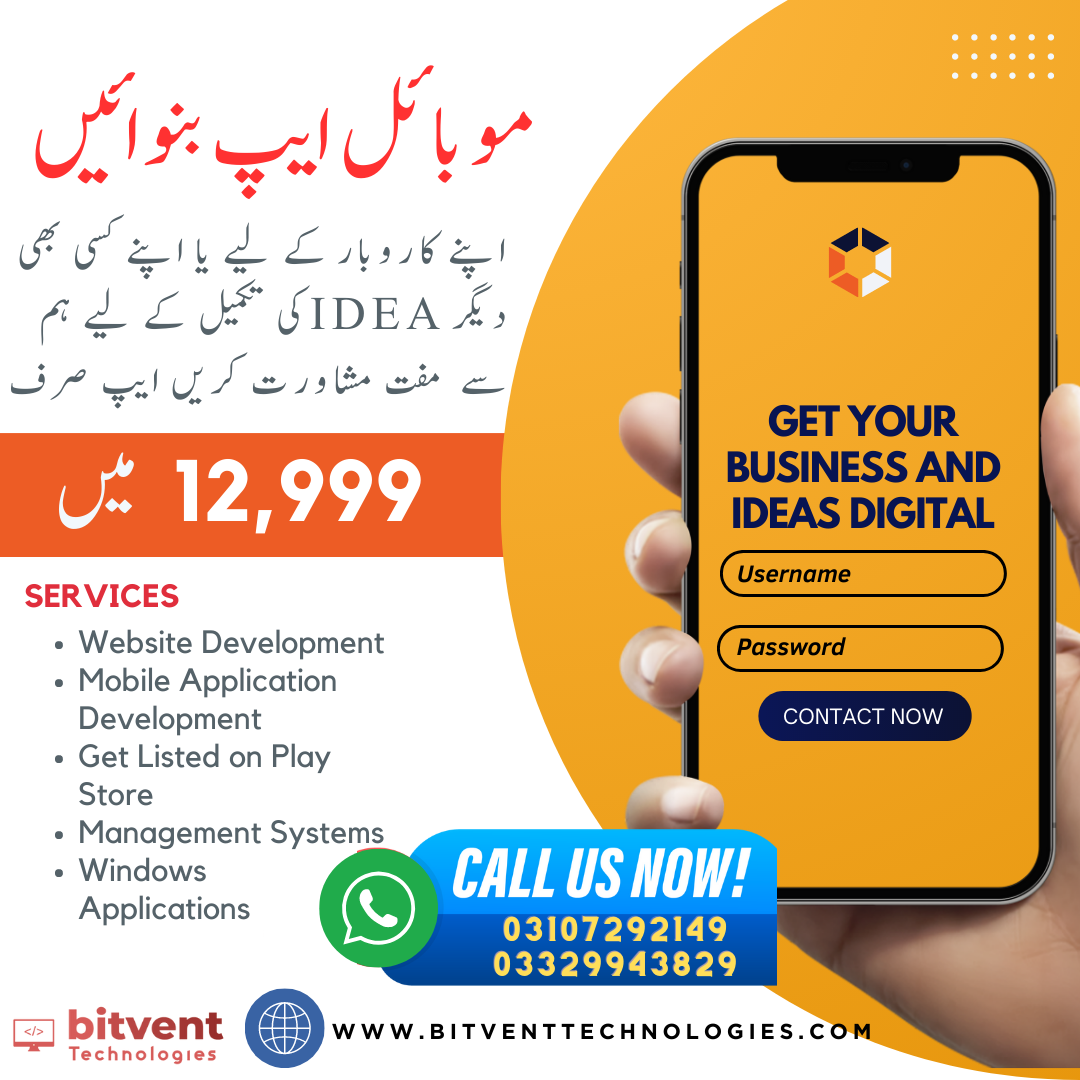 موبائل ایپ بنوائیں
اپنے کاروبار کے لیے یا اپنے کسی بھی
دیگر IDEA کی تکمیل کے لیے ہم
سے مفت مشاورت کریں ایپ صرف
12,999 میں
SERVICES
• Website Development
• Mobile Application
Development
• Get Listed on Play
Store
• Management Systems
• Windows
Applications
GET YOUR
BUSINESS AND
IDEAS DIGITAL
Username
Password
CONTACT NOW
CALL US NOW!
03107292149
03329943829
</>
bitvent
Technologies
WWW.BITVENTTECHNOLOGIES.COM